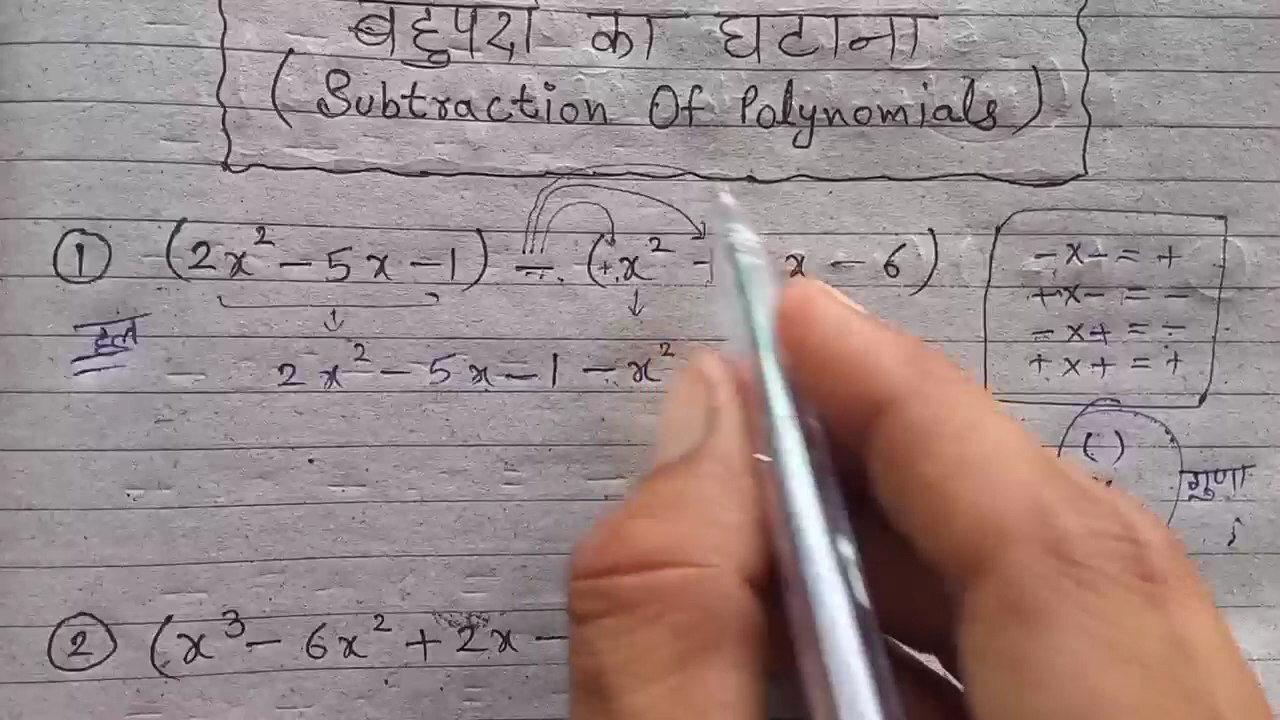 बहुपदों का घटाना
(Subtraction Of Polynomials)
① (2x² - 5x - 1) - (+x² - x - 6)
- x - = +
+ x - = -
- x + = -
+ x + = +
हल
2x² - 5x - 1 - x²
( )
गुणा
② (x³ - 6x² + 2x -